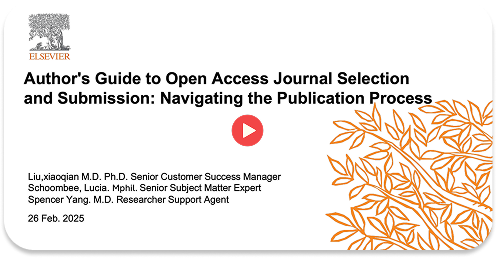 ELSEVIER
Author's Guide to Open Access Journal Selection
and Submission: Navigating the Publication Process
Liu,xiaoqian M.D. Ph.D. Senior Customer Success Manager
Schoombee, Lucia. Mphil. Senior Subject Matter Expert
Spencer Yang. M.D. Researcher Support Agent
26 Feb. 2025